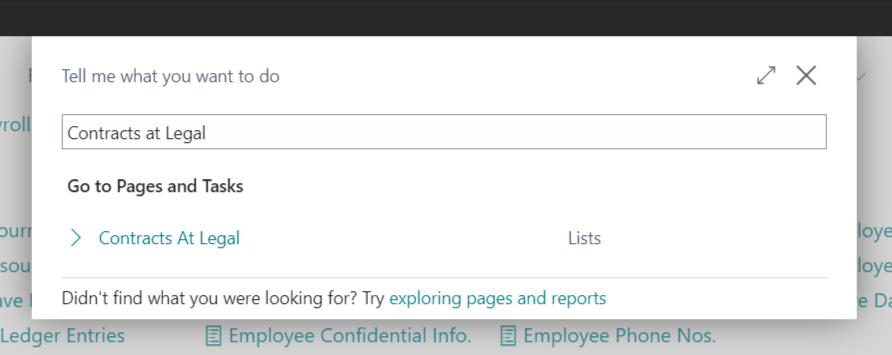 Tell me what you want to do
Contracts at Legal
Go to Pages and Tasks
Contracts At Legal Lists
Didn't find what you were looking for? Try exploring pages and reports
Ledger Entries Employee Confidential Info. Employee Phone Nos.